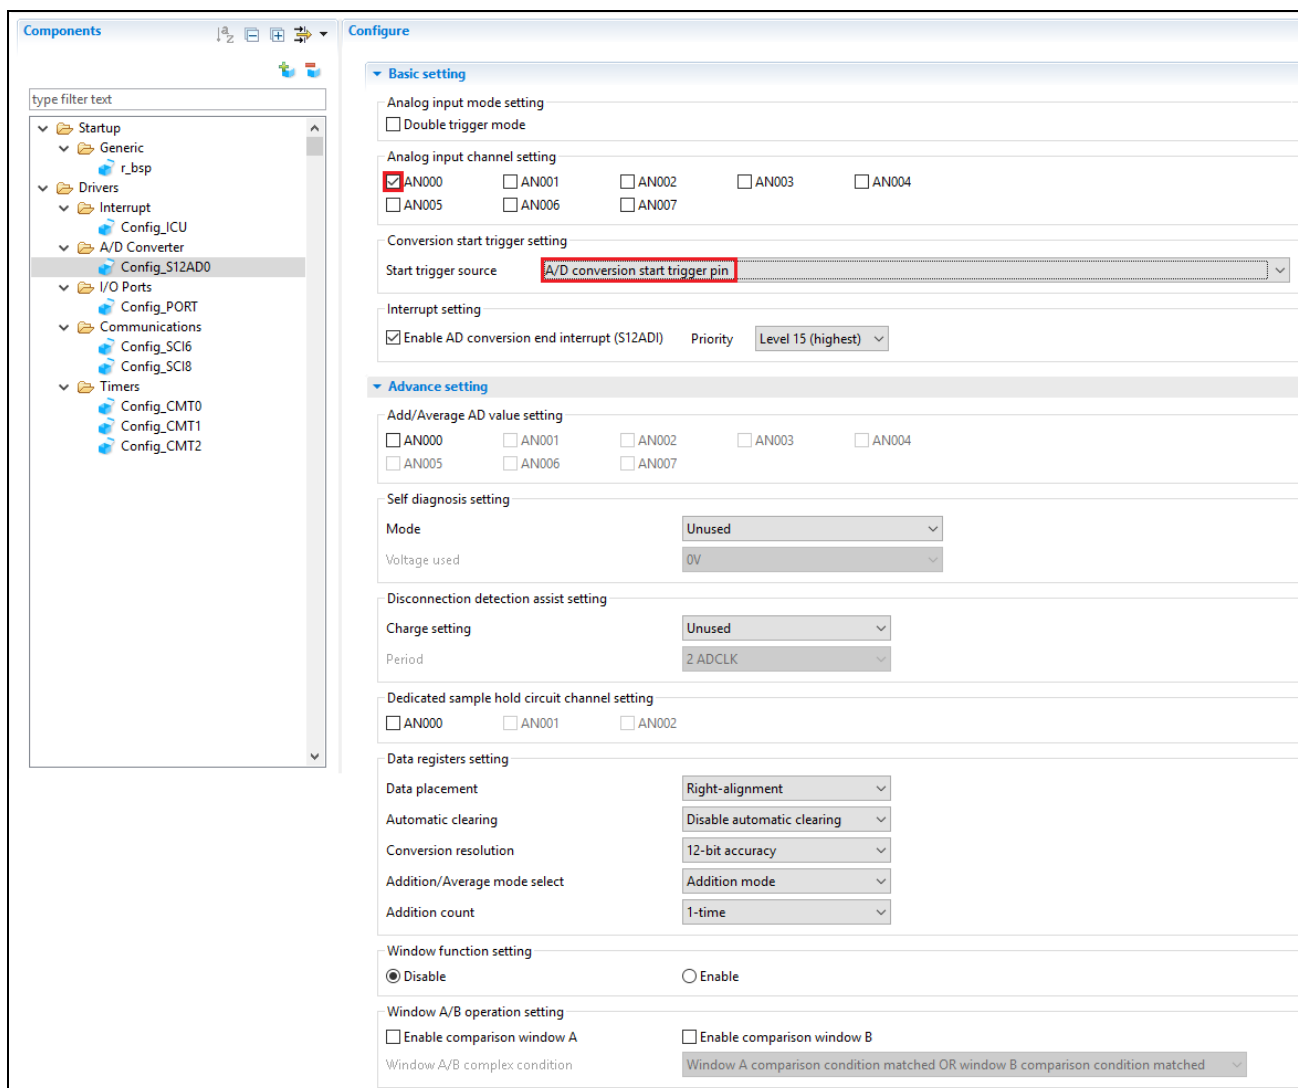 Components
Configure
type filter text
Startup
Generic
r_bsp
Drivers
Interrupt
Config_ICU
A/D Converter
Config_S12AD0
I/O Ports
Config_PORT
Communications
Config_SCI6
Config_SCI8
Timers
Config_CMT0
Config_CMT1
Config_CMT2
Basic setting
Analog input mode setting
Double trigger mode
Analog input channel setting
AN000 AN001 AN002 AN003 AN004
AN005 AN006 AN007
Conversion start trigger setting
Start trigger source A/D conversion start trigger pin
Interrupt setting
Enable AD conversion end interrupt (S12ADI) Priority Level 15 (highest)
Advance setting
Add/Average AD value setting
AN000 AN001 AN002 AN003 AN004
AN005 AN006 AN007
Self diagnosis setting
Mode Unused
Voltage used 0V
Disconnection detection assist setting
Charge setting Unused
Period 2 ADCLK
Dedicated sample hold circuit channel setting
AN000 AN001 AN002
Data registers setting
Data placement Right-alignment
Automatic clearing Disable automatic clearing
Conversion resolution 12-bit accuracy
Addition/Average mode select Addition mode
Addition count 1-time
Window function setting
Disable Enable
Window A/B operation setting
Enable comparison window A Enable comparison window B
Window A/B complex condition Window A comparison condition matched OR window B comparison condition matched